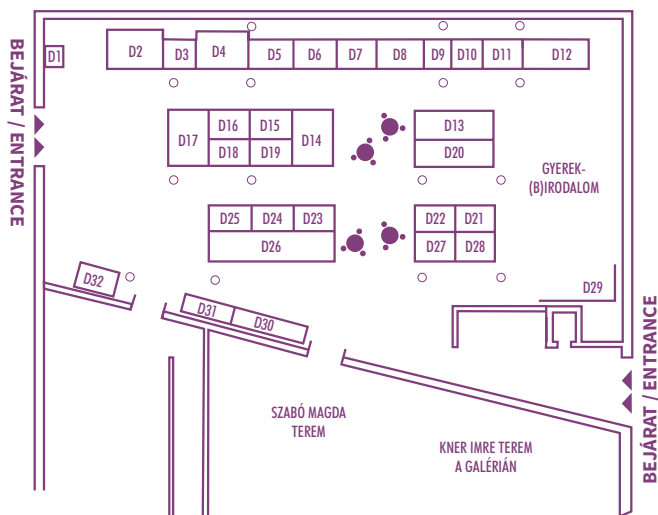 BEJÁRAT / ENTRANCE
D1
D2
D3
D4
D5
D6
D7
D8
D9
D10
D11
D12
D17
D16
D15
D14
D18
D19
D13
D20
GYEREK-
(B)IRODALOM
D25
D24
D23
D26
D22
D21
D27
D28
D32
D31
D30
D29
SZABÓ MAGDA
TEREM
KNER IMRE TEREM
A GALÉRIÁN
BEJÁRAT / ENTRANCE